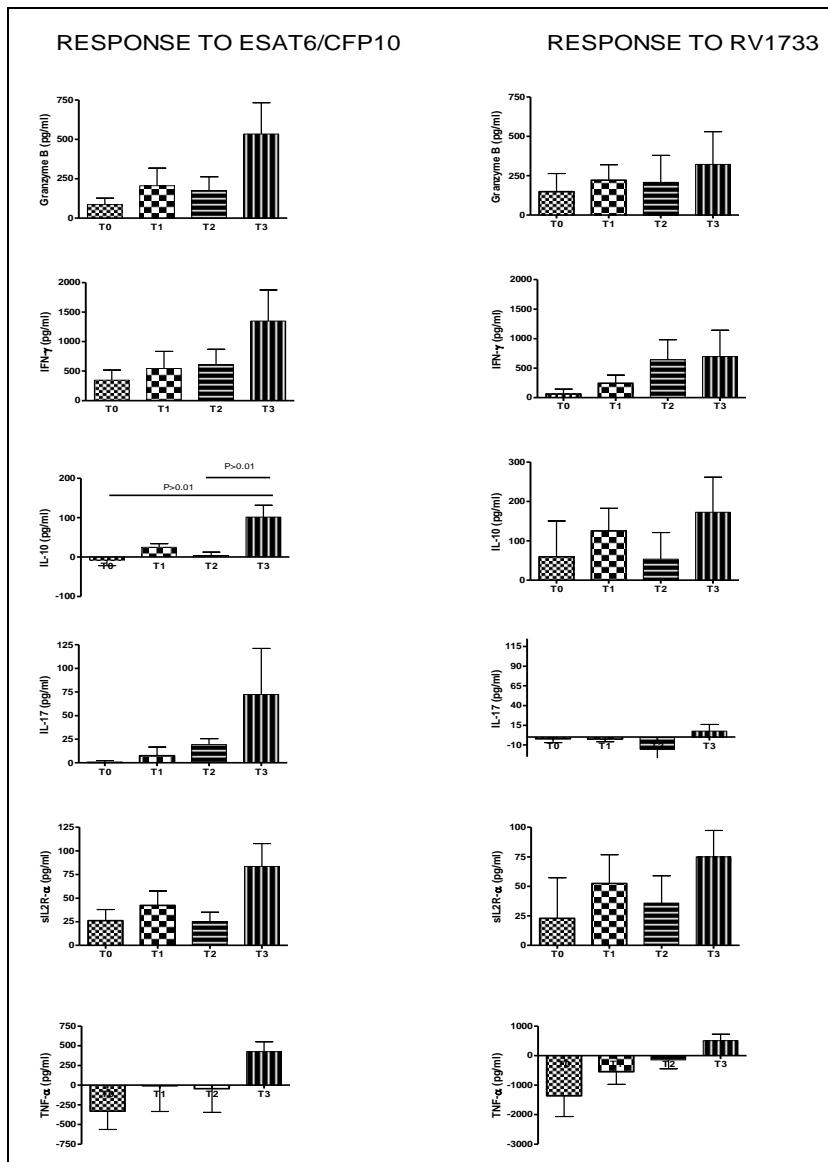 RESPONSE TO ESAT6/CFP10
RESPONSE TO RV1733
Granzyme B (pg/ml)
750
500
250
0
T0 T1 T2 T3
Granzyme B (pg/ml)
750
500
250
0
T0 T1 T2 T3
IFN-γ (pg/ml)
2000
1500
1000
500
0
T0 T1 T2 T3
IFN-γ (pg/ml)
2000
1500
1000
500
0
T0 T1 T2 T3
P>0.01
P>0.01
IL-10 (pg/ml)
200
100
0
-100
T0 T1 T2 T3
IL-10 (pg/ml)
300
200
100
0
T0 T1 T2 T3
IL-17 (pg/ml)
125
100
75
50
25
0
T0 T1 T2 T3
IL-17 (pg/ml)
115
90
65
40
15
-10
T0 T1 T3
sIL2R-α (pg/ml)
125
100
75
50
25
0
T0 T1 T2 T3
sIL2R-α (pg/ml)
100
75
50
25
0
T0 T1 T2 T3
TNF-α (pg/ml)
750
500
250
0
-250
-500
-750
T1 T2 T3
TNF-α (pg/ml)
1000
0
-1000
-2000
-3000
T2 T3